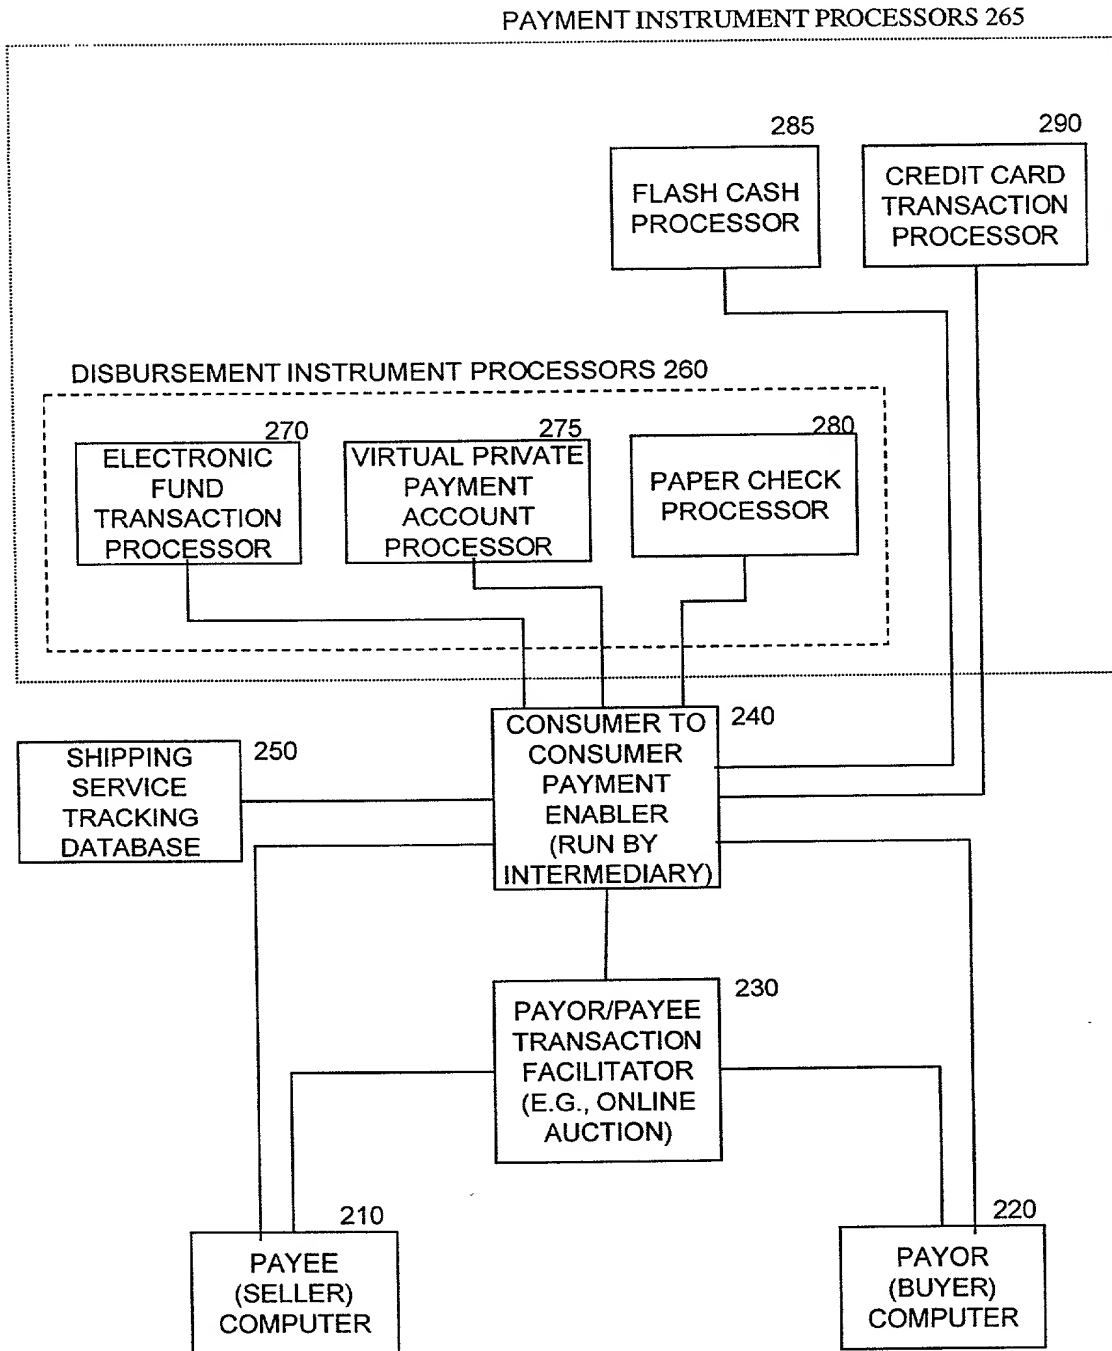 PAYMENT INSTRUMENT PROCESSORS 265
285
FLASH CASH
PROCESSOR
290
CREDIT CARD
TRANSACTION
PROCESSOR
DISBURSEMENT INSTRUMENT PROCESSORS 260
270
ELECTRONIC
FUND
TRANSACTION
PROCESSOR
275
VIRTUAL PRIVATE
PAYMENT
ACCOUNT
PROCESSOR
280
PAPER CHECK
PROCESSOR
240
CONSUMER TO
CONSUMER
PAYMENT
ENABLER
(RUN BY
INTERMEDIARY)
250
SHIPPING
SERVICE
TRACKING
DATABASE
230
PAYOR/PAYEE
TRANSACTION
FACILITATOR
(E.G., ONLINE
AUCTION)
210
PAYEE
(SELLER)
COMPUTER
220
PAYOR
(BUYER)
COMPUTER